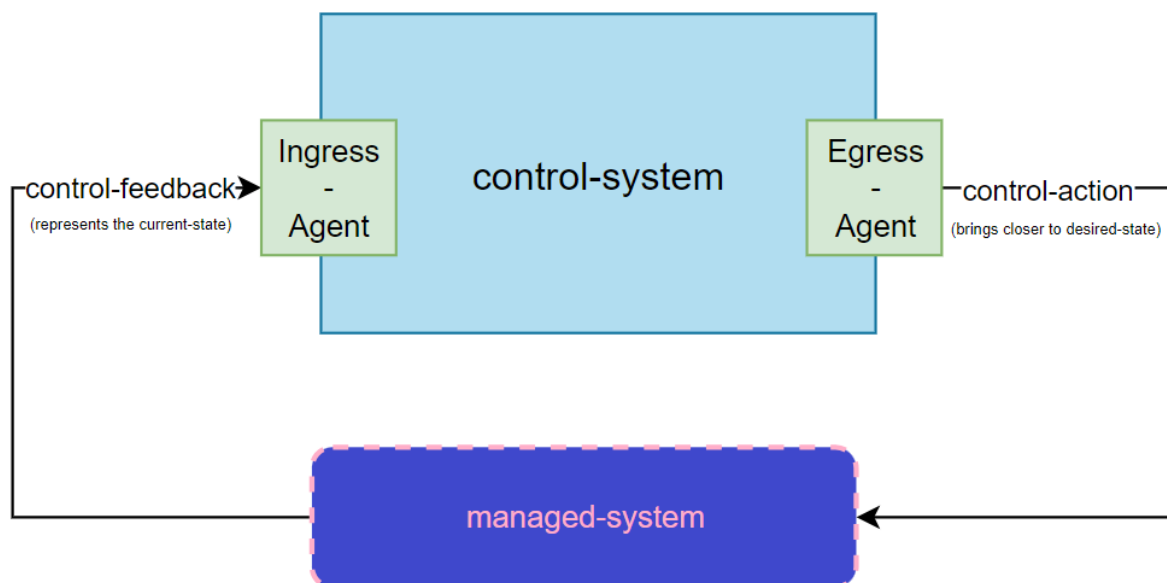 Ingress
-
Agent
control-system
Egress
-
Agent
control-feedback
(represents the current-state)
control-action
(brings closer to desired-state)
managed-system